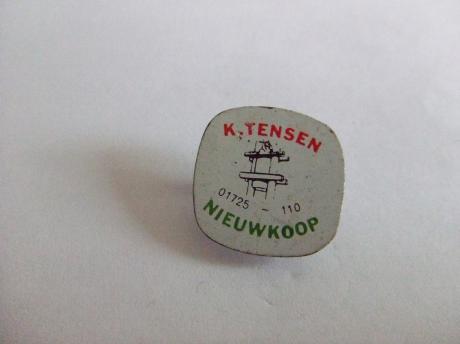 K. TENSEN
01725 - 110
NIEUWKOOP